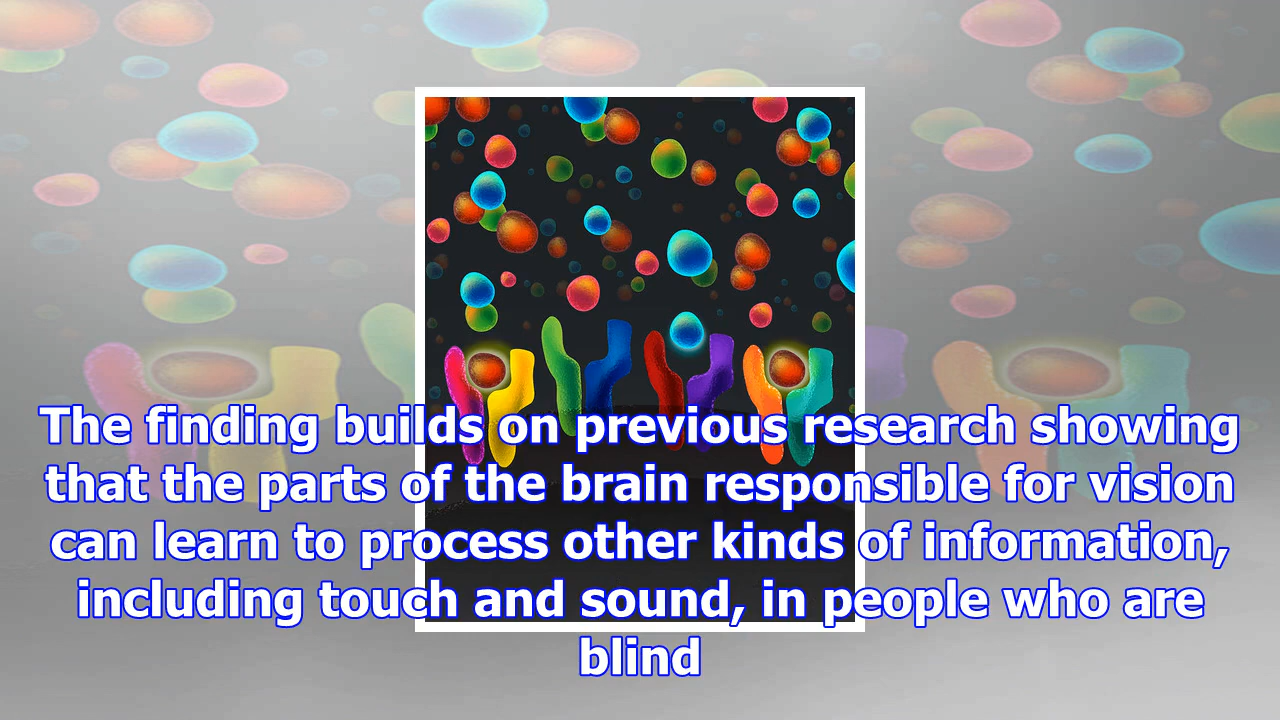 The finding builds on previous research showing
that the parts of the brain responsible for vision
can learn to process other kinds of information,
including touch and sound, in people who are
blind